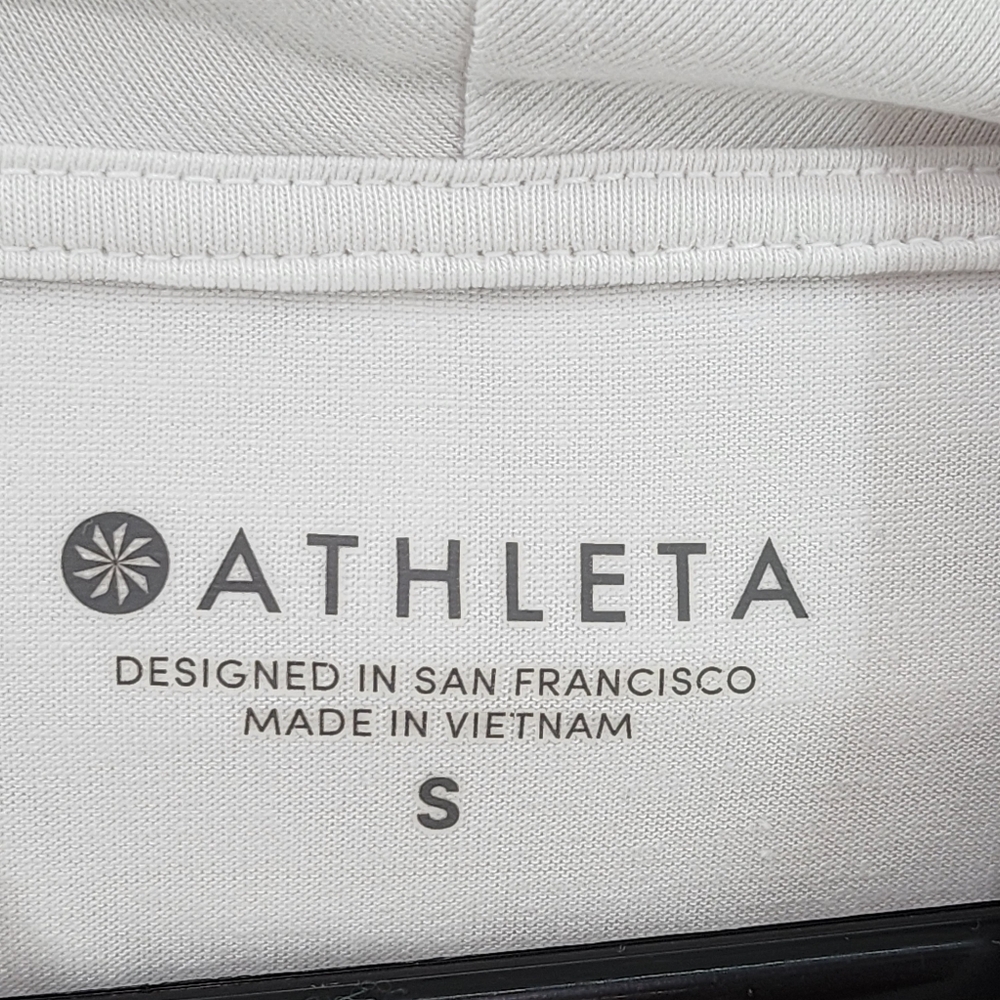 ATHLETA
DESIGNED IN SAN FRANCISCO
MADE IN VIETNAM
S